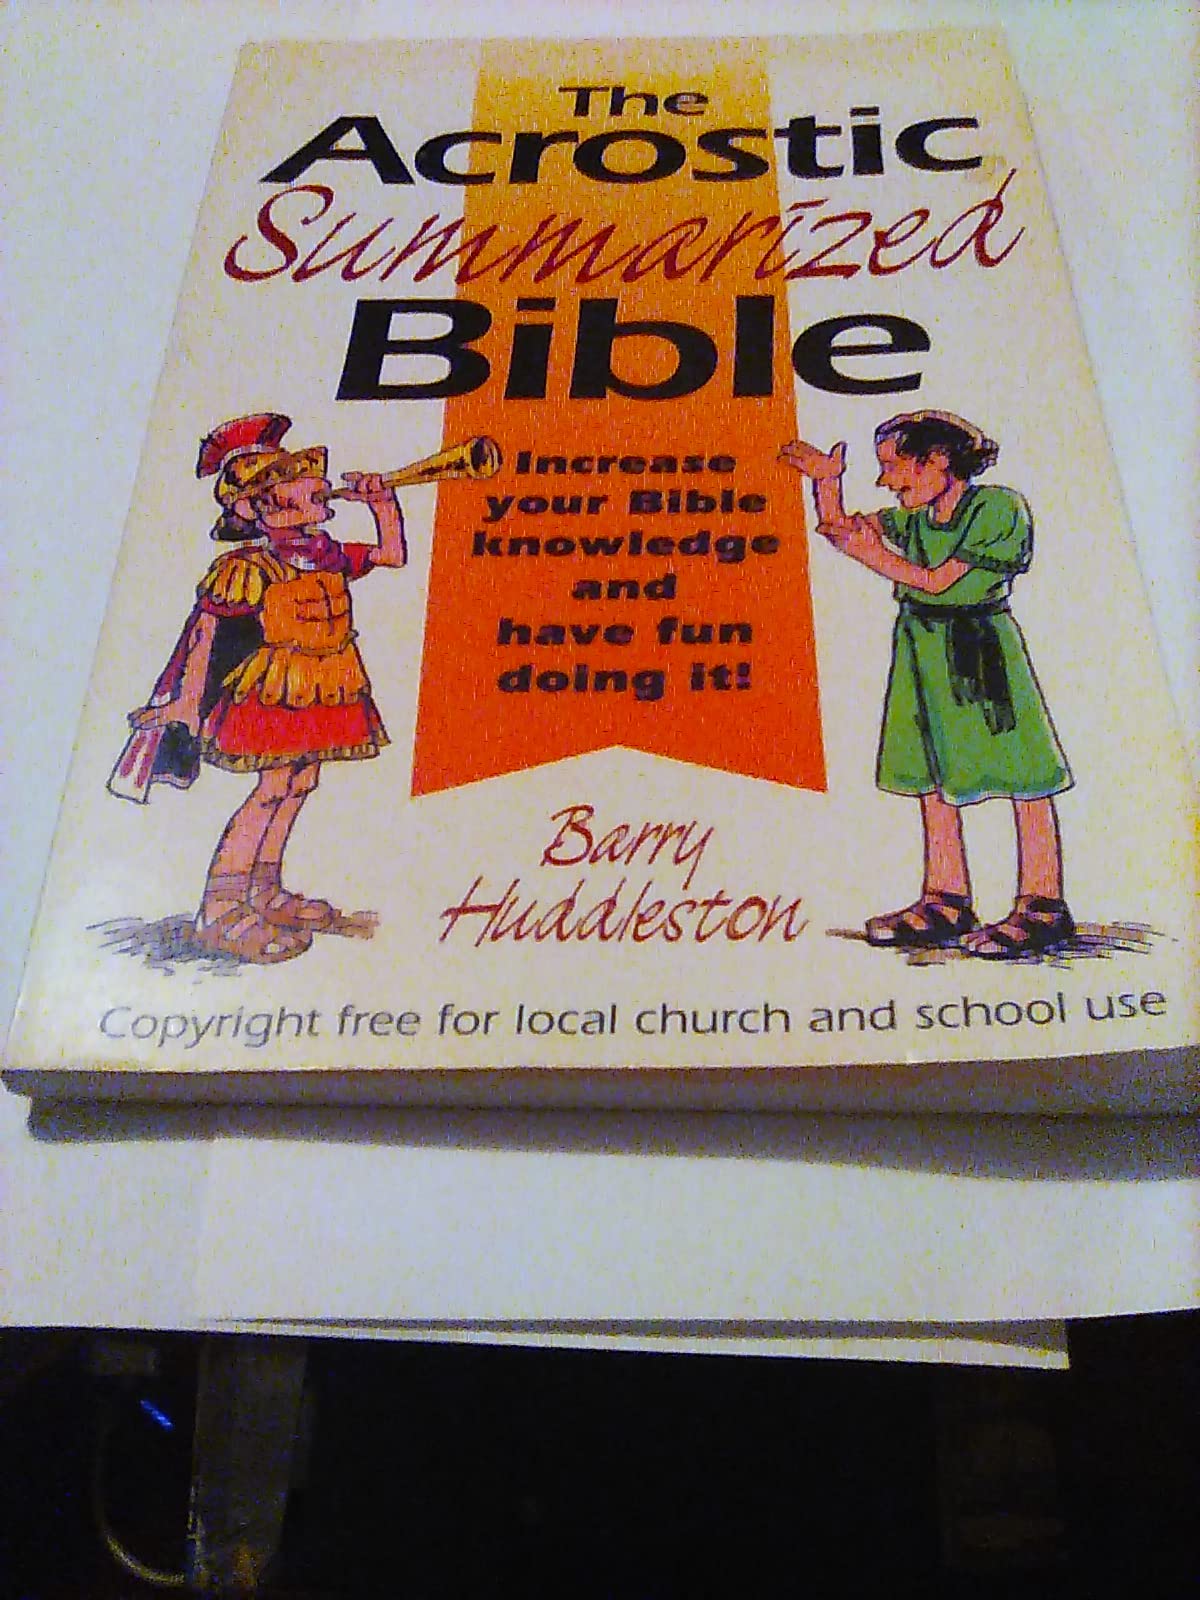 The
Acrostic
Summarized
Bible
Increase
your Bible
knowledge
and
have fun
doing it!
Barry
Huddleston
Copyright free for local church and school use